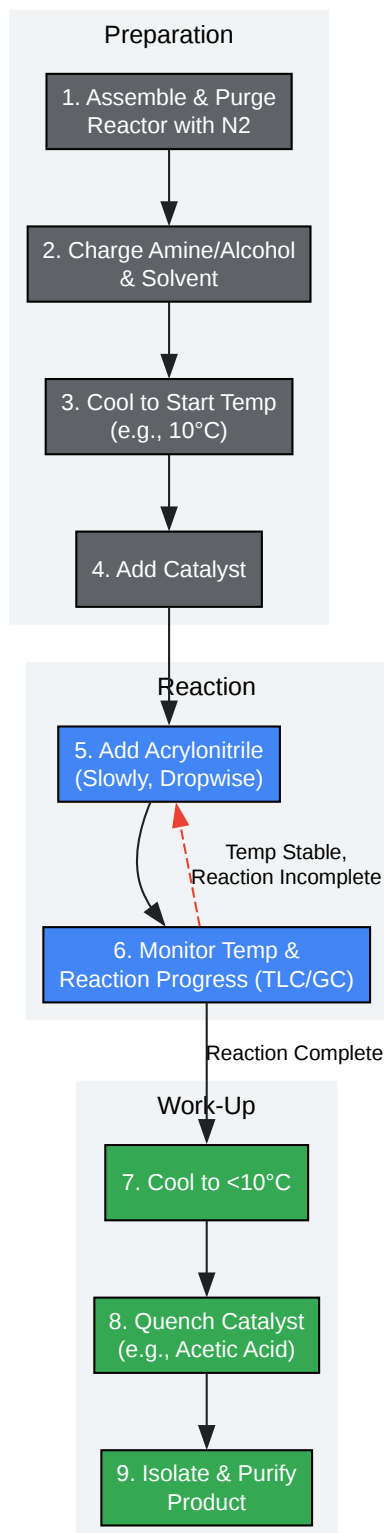 Preparation
1. Assemble & Purge
Reactor with N2
2. Charge Amine/Alcohol
& Solvent
3. Cool to Start Temp
(e.g., 10°C)
4. Add Catalyst
Reaction
5. Add Acrylonitrile
(Slowly, Dropwise)
Temp Stable,
Reaction Incomplete
6. Monitor Temp &
Reaction Progress (TLC/GC)
Reaction Complete
Work-Up
7. Cool to <10°C
8. Quench Catalyst
(e.g., Acetic Acid)
9. Isolate & Purify
Product